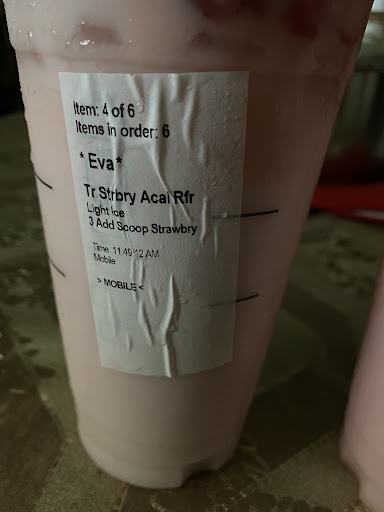 Item: 4 of 6
Items in order: 6
* Eva*
Tr Strbry Acai Rfr
Light Ice
3 Add Scoop Strawbry
Time: 11:49:12 AM
Mobile
> MOBILE <